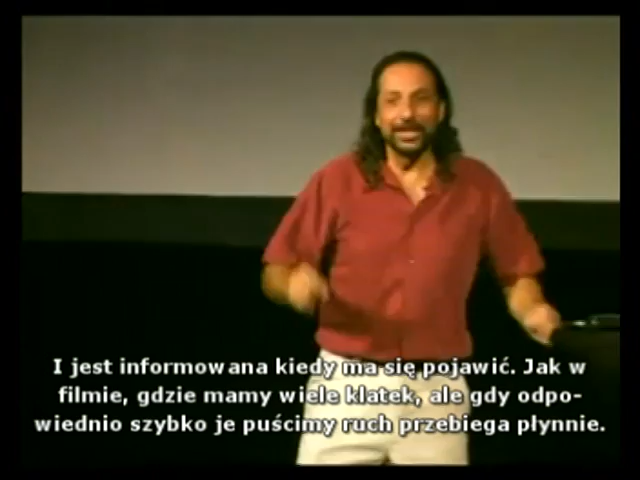 I jest informowana kiedy ma się pojawić. Jak w
filmie, gdzie mamy wiele klatek, ale gdy odpo-
wiednio szybko je puścimy ruch przebiega płynnie.